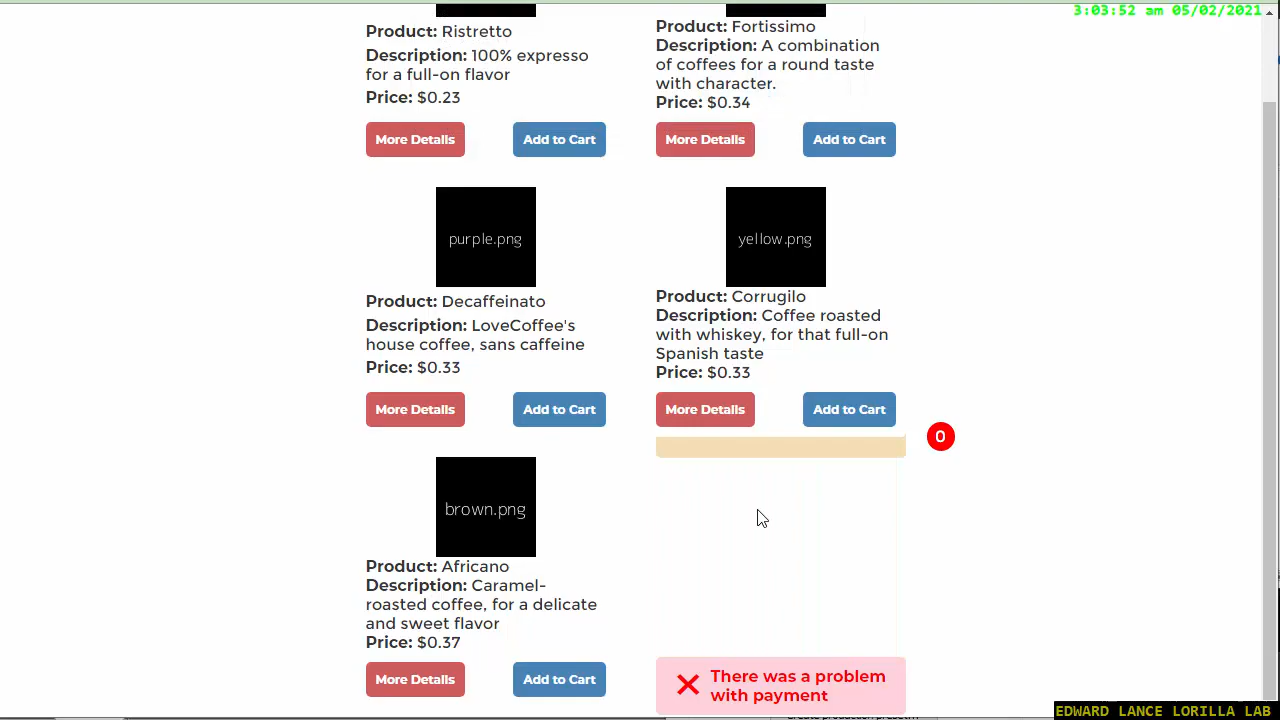 3:03:52 am 05/02/2021
Product: Ristretto
Description: 100% expresso
for a full-on flavor
Price: $0.23
More Details
Add to Cart
Product: Fortissimo
Description: A combination
of coffees for a round taste
with character.
Price: $0.34
More Details
Add to Cart
purple.png
Product: Decaffeinato
Description: LoveCoffee's
house coffee, sans caffeine
Price: $0.33
More Details
Add to Cart
yellow.png
Product: Corrugilo
Description: Coffee roasted
with whiskey, for that full-on
Spanish taste
Price: $0.33
More Details
Add to Cart
0
brown.png
Product: Africano
Description: Caramel-
roasted coffee, for a delicate
and sweet flavor
Price: $0.37
More Details
Add to Cart
There was a problem
with payment
EDWARD LANCE LORILLA LAB